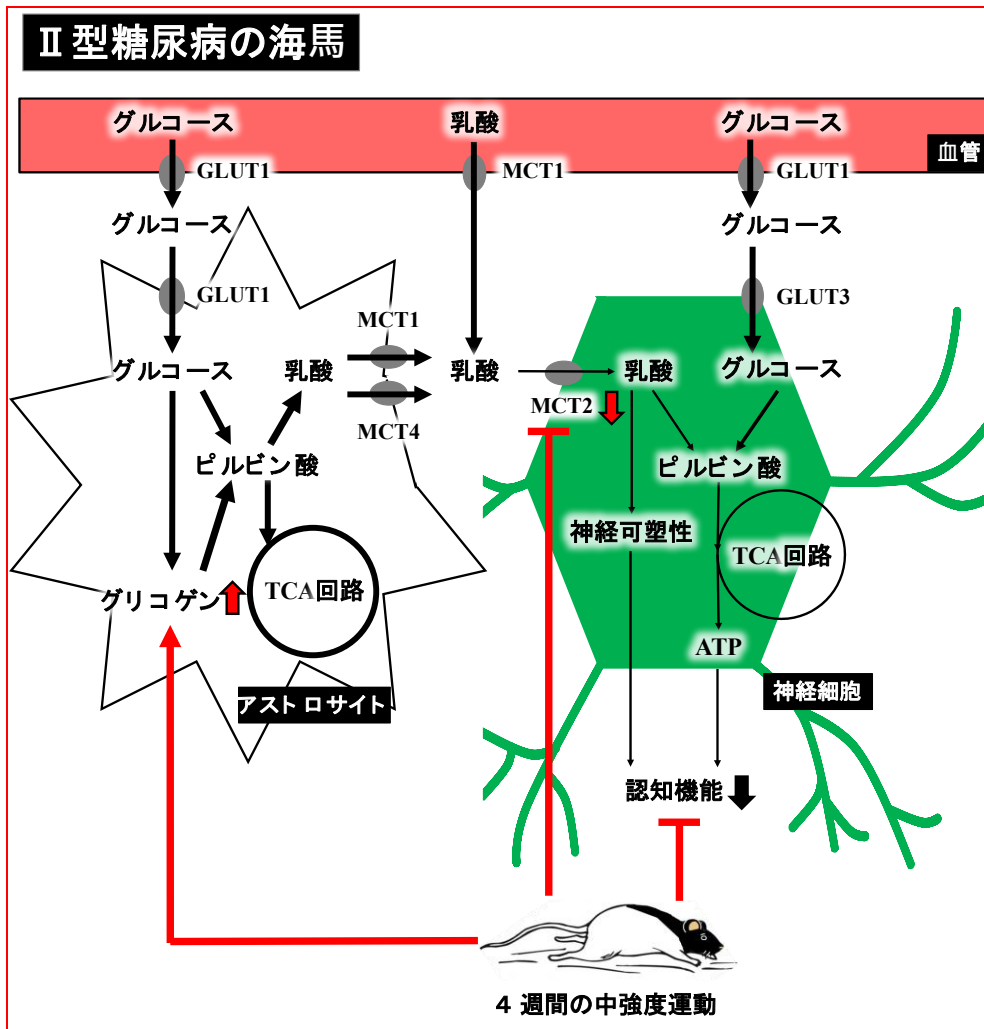 Ⅱ型糖尿病の海馬
グルコース
乳酸
グルコース
血管
GLUT1
MCT1
GLUT1
グルコース
グルコース
GLUT1
GLUT3
MCT1
グルコース
乳酸
乳酸
乳酸
グルコース
MCT4
MCT2
ピルビン酸
ピルビン酸
神経可塑性
TCA回路
グリコゲン
TCA回路
ATP
アストロサイト
神経細胞
認知機能
4 週間の中強度運動